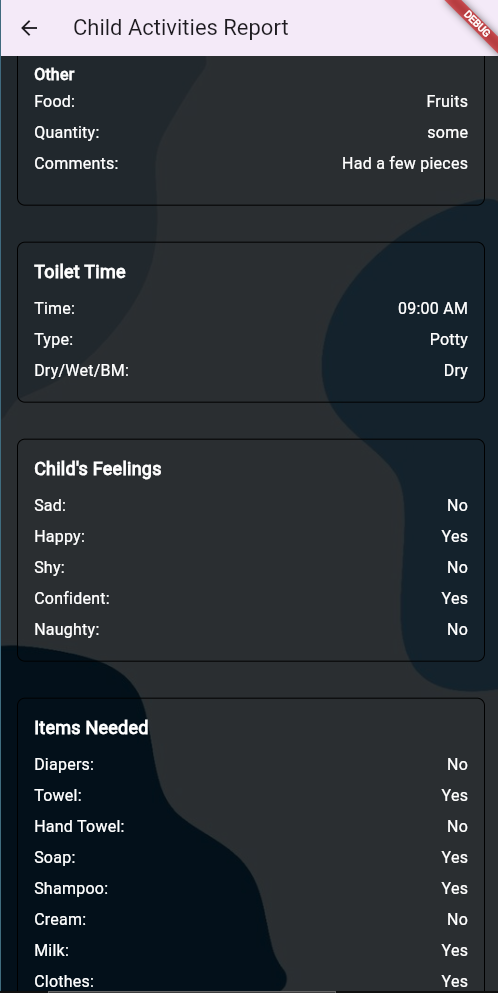 Child Activities Report
DEBUG
Other
Food: Fruits
Quantity: some
Comments: Had a few pieces
Toilet Time
Time: 09:00 AM
Type: Potty
Dry/Wet/BM: Dry
Child's Feelings
Sad: No
Happy: Yes
Shy: No
Confident: Yes
Naughty: No
Items Needed
Diapers: No
Towel: Yes
Hand Towel: No
Soap: Yes
Shampoo: Yes
Cream: No
Milk: Yes
Clothes: Yes